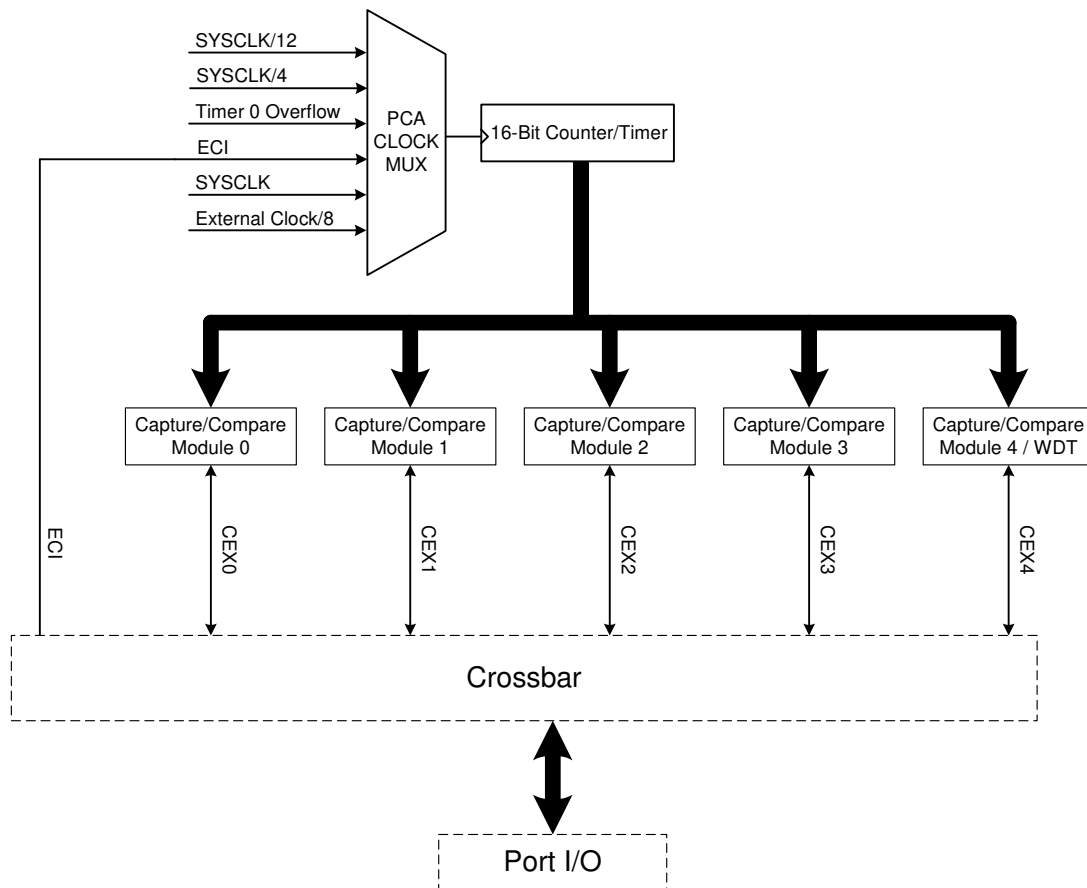 SYSCLK/12
SYSCLK/4
Timer 0 Overflow
ECI
SYSCLK
External Clock/8
PCA
CLOCK
MUX
16-Bit Counter/Timer
Capture/Compare
Module 0
Capture/Compare
Module 1
Capture/Compare
Module 2
Capture/Compare
Module 3
Capture/Compare
Module 4 / WDT
ECI
CEX0
CEX1
CEX2
CEX3
CEX4
Crossbar
Port I/O